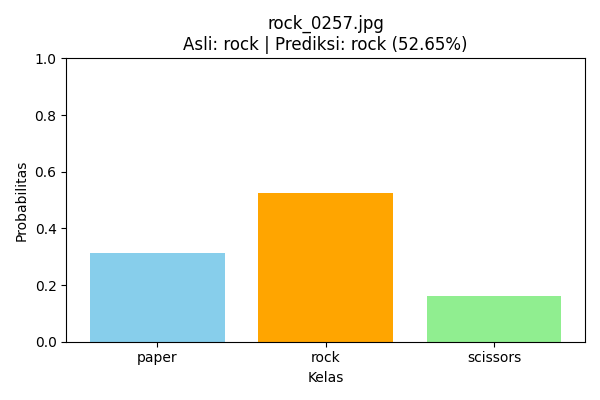 rock_0257.jpg
Asli: rock | Prediksi: rock (52.65%)
1.0
0.8
0.6
0.4
0.2
0.0
Probabilitas
paper rock scissors
Kelas